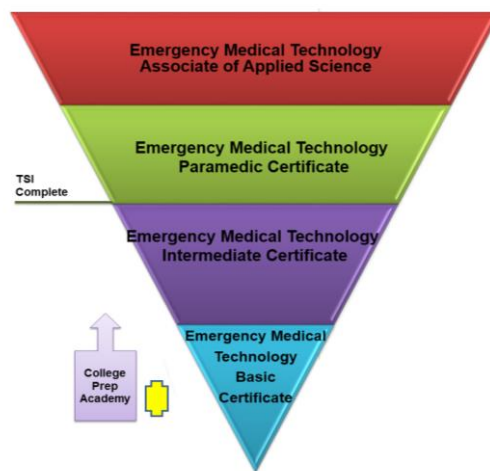 Emergency Medical Technology
Associate of Applied Science
Emergency Medical Technology
Paramedic Certificate
TSI
Complete
Emergency Medical Technology
Intermediate Certificate
Emergency Medical
Technology
Basic
Certificate
College
Prep
Academy